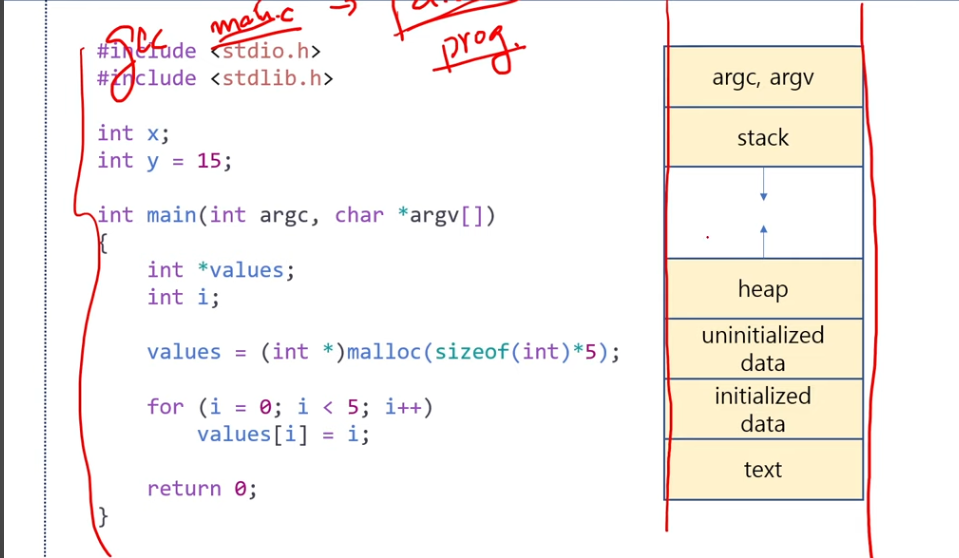 gcc main.c →
prog.
#include <stdio.h>
#include <stdlib.h>
int x;
int y = 15;
int main(int argc, char *argv[])
{
int *values;
int i;
values = (int *)malloc(sizeof(int)*5);
for (i = 0; i < 5; i++)
values[i] = i;
return 0;
}
argc, argv
stack
heap
uninitialized
data
initialized
data
text